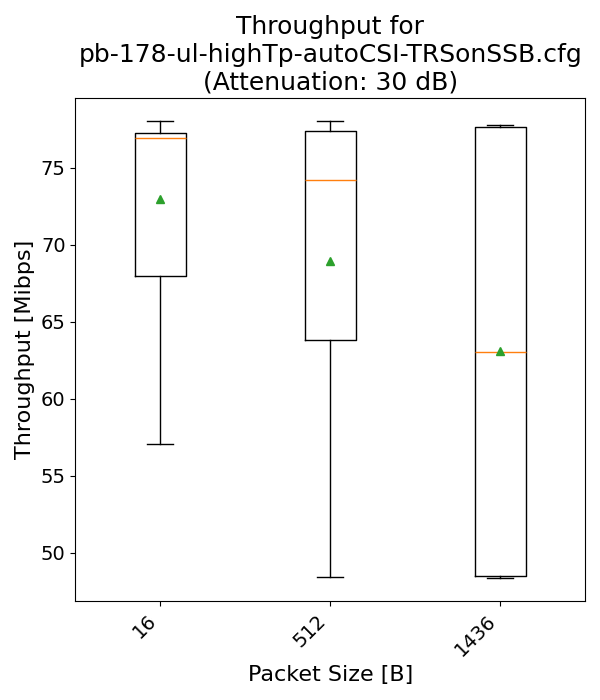 Throughput for
pb-178-ul-highTp-autoCSI-TRSonSSB.cfg
(Attenuation: 30 dB)
Throughput [Mibps]
75
70
65
60
55
50
16
512
1436
Packet Size [B]